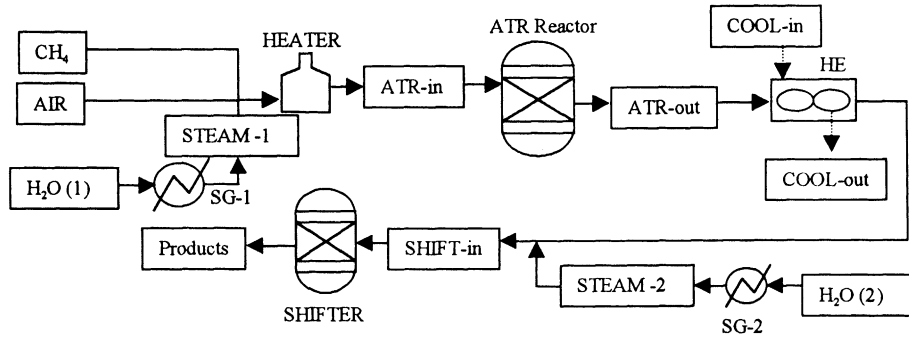 ATR Reactor
COOL-in
HEATER
HE
CH4
ATR-in
AIR
ATR-out
STEAM -1
COOL-out
H2O (1)
SG-1
Products
SHIFT-in
STEAM -2
H2O (2)
SHIFTER
SG-2